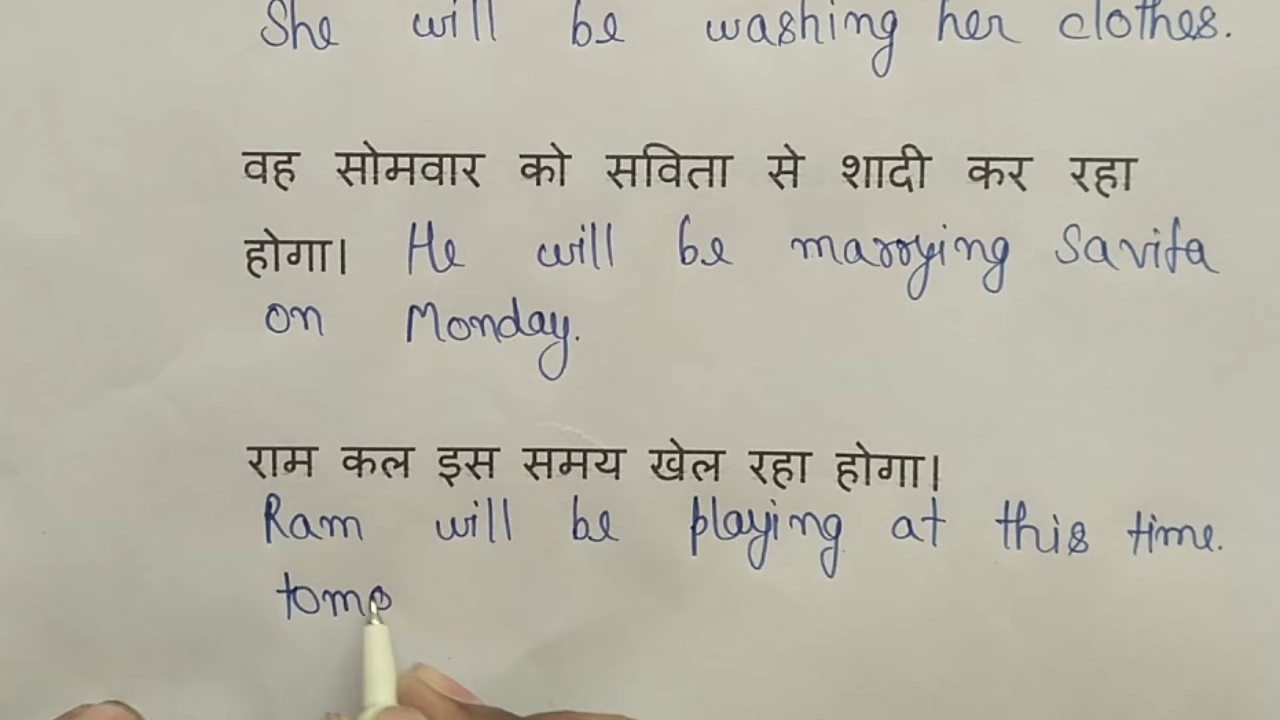 She will be washing her clothes.
वह सोमवार को सविता से शादी कर रहा
होगा। He will be marrying Savita
on Monday.
राम कल इस समय खेल रहा होगा।
Ram will be playing at this time.
tomo